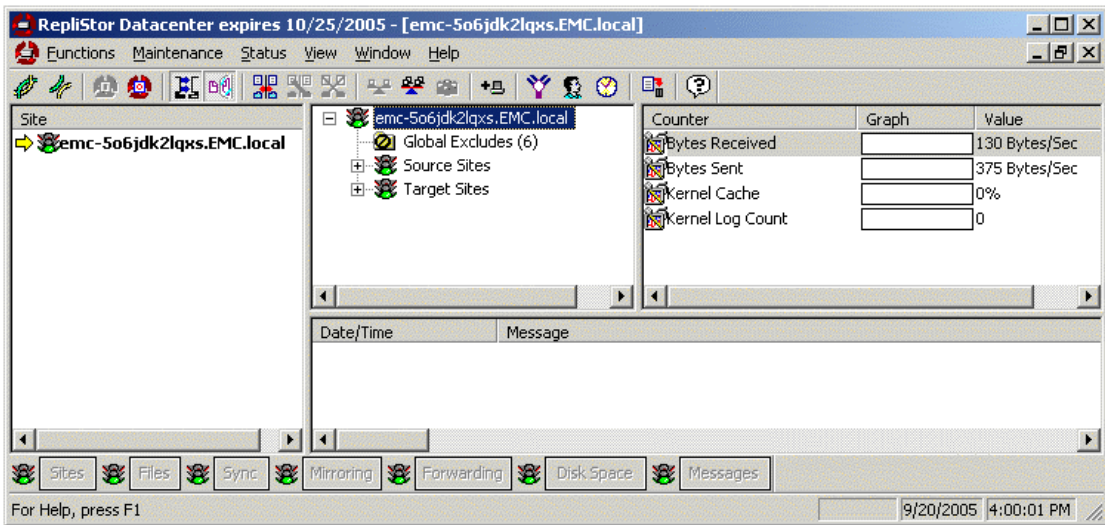 RepliStor Datacenter expires 10/25/2005 - [emc-5o6jdk2lqxs.EMC.local]
Functions Maintenance Status View Window Help
Site
emc-5o6jdk2lqxs.EMC.local
emc-5o6jdk2lqxs.EMC.local
Global Excludes (6)
Source Sites
Target Sites
Counter Graph Value
Bytes Received 130 Bytes/Sec
Bytes Sent 375 Bytes/Sec
Kernel Cache 0%
Kernel Log Count 0
Date/Time Message
Sites Files Sync Mirroring Forwarding Disk Space Messages
For Help, press F1 9/20/2005 4:00:01 PM